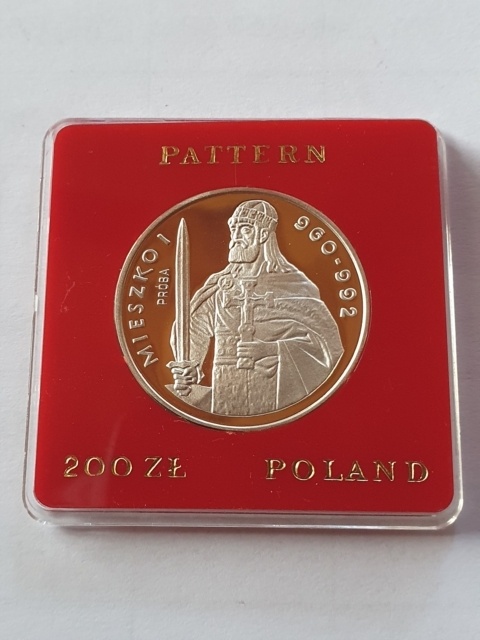 PATTERN
MIESZKO I
PRÓBA
960-992
200 ZŁ
POLAND